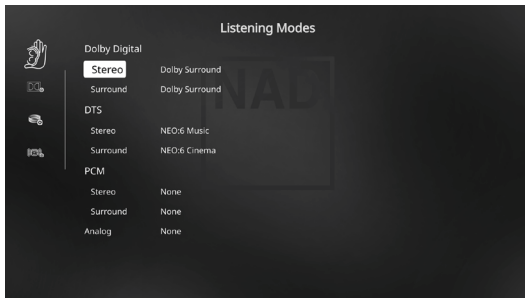 Listening Modes
Dolby Digital
Stereo Dolby Surround
Surround Dolby Surround
DTS
Stereo NEO:6 Music
Surround NEO:6 Cinema
PCM
Stereo None
Surround None
Analog None
NAD